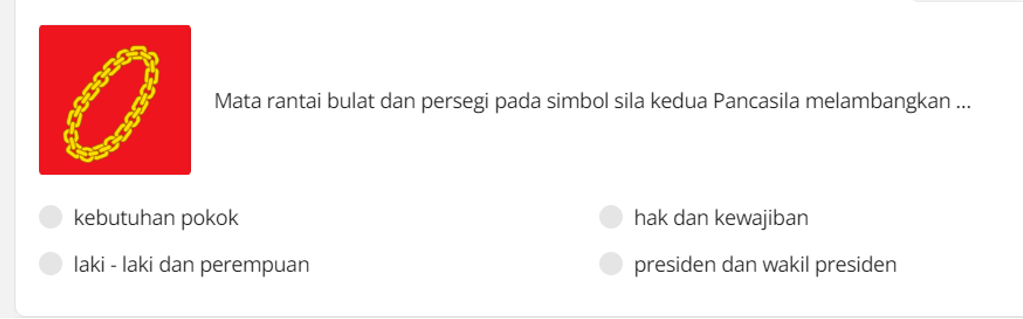 Mata rantai bulat dan persegi pada simbol sila kedua Pancasila melambangkan ...
kebutuhan pokok
hak dan kewajiban
laki - laki dan perempuan
presiden dan wakil presiden